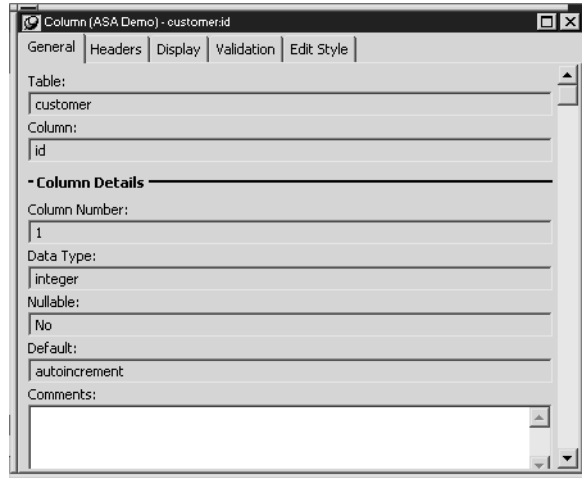 Column (ASA Demo) - customer.id
General Headers Display Validation Edit Style
Table:
customer
Column:
id
Column Details
Column Number:
1
Data Type:
integer
Nullable:
No
Default:
autoincrement
Comments: